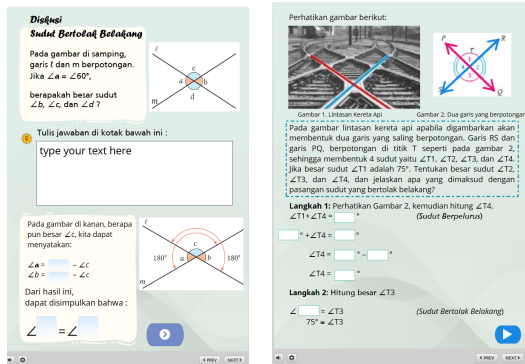 Diskusi
Sudut Bertolak Belakang
Pada gambar di samping,
garis ℓ dan m berpotongan.
Jika ∠a = ∠60°,
berapakah besar sudut
∠b, ∠c, dan ∠d ?
ℓ
c
a
b
d
m
Tulis jawaban di kotak bawah ini :
type your text here
Pada gambar di kanan, berapa
pun besar ∠c, kita dapat
menyatakan:
∠a = - ∠c
∠b = - ∠c
Dari hasil ini,
dapat disimpulkan bahwa :
∠ = ∠
ℓ
c
180°
a
b
180°
m
< PREV
NEXT >
Perhatikan gambar berikut:
P
R
T
1
4
2
3
S
Q
Gambar 1. Lintasan Kereta Api
Gambar 2. Dua garis yang berpotongan
Pada gambar lintasan kereta api apabila digambarkan akan
membentuk dua garis yang saling berpotongan. Garis RS dan
garis PQ, berpotongan di titik T seperti pada gambar 2,
sehingga membentuk 4 sudut yaitu ∠T1, ∠T2, ∠T3, dan ∠T4.
Jika besar sudut ∠T1 adalah 75°. Tentukan besar sudut ∠T2,
∠T3, dan ∠T4, dan jelaskan apa yang dimaksud dengan
pasangan sudut yang bertolak belakang?
Langkah 1: Perhatikan Gambar 2, kemudian hitung ∠T4.
∠T1+∠T4 = ° (Sudut Berpelurus)
° + ∠T4 = °
∠T4 = ° - °
∠T4 = °
Langkah 2: Hitung besar ∠T3
∠ = ∠T3 (Sudut Bertolak Belakang)
75° = ∠T3
< PREV
NEXT >